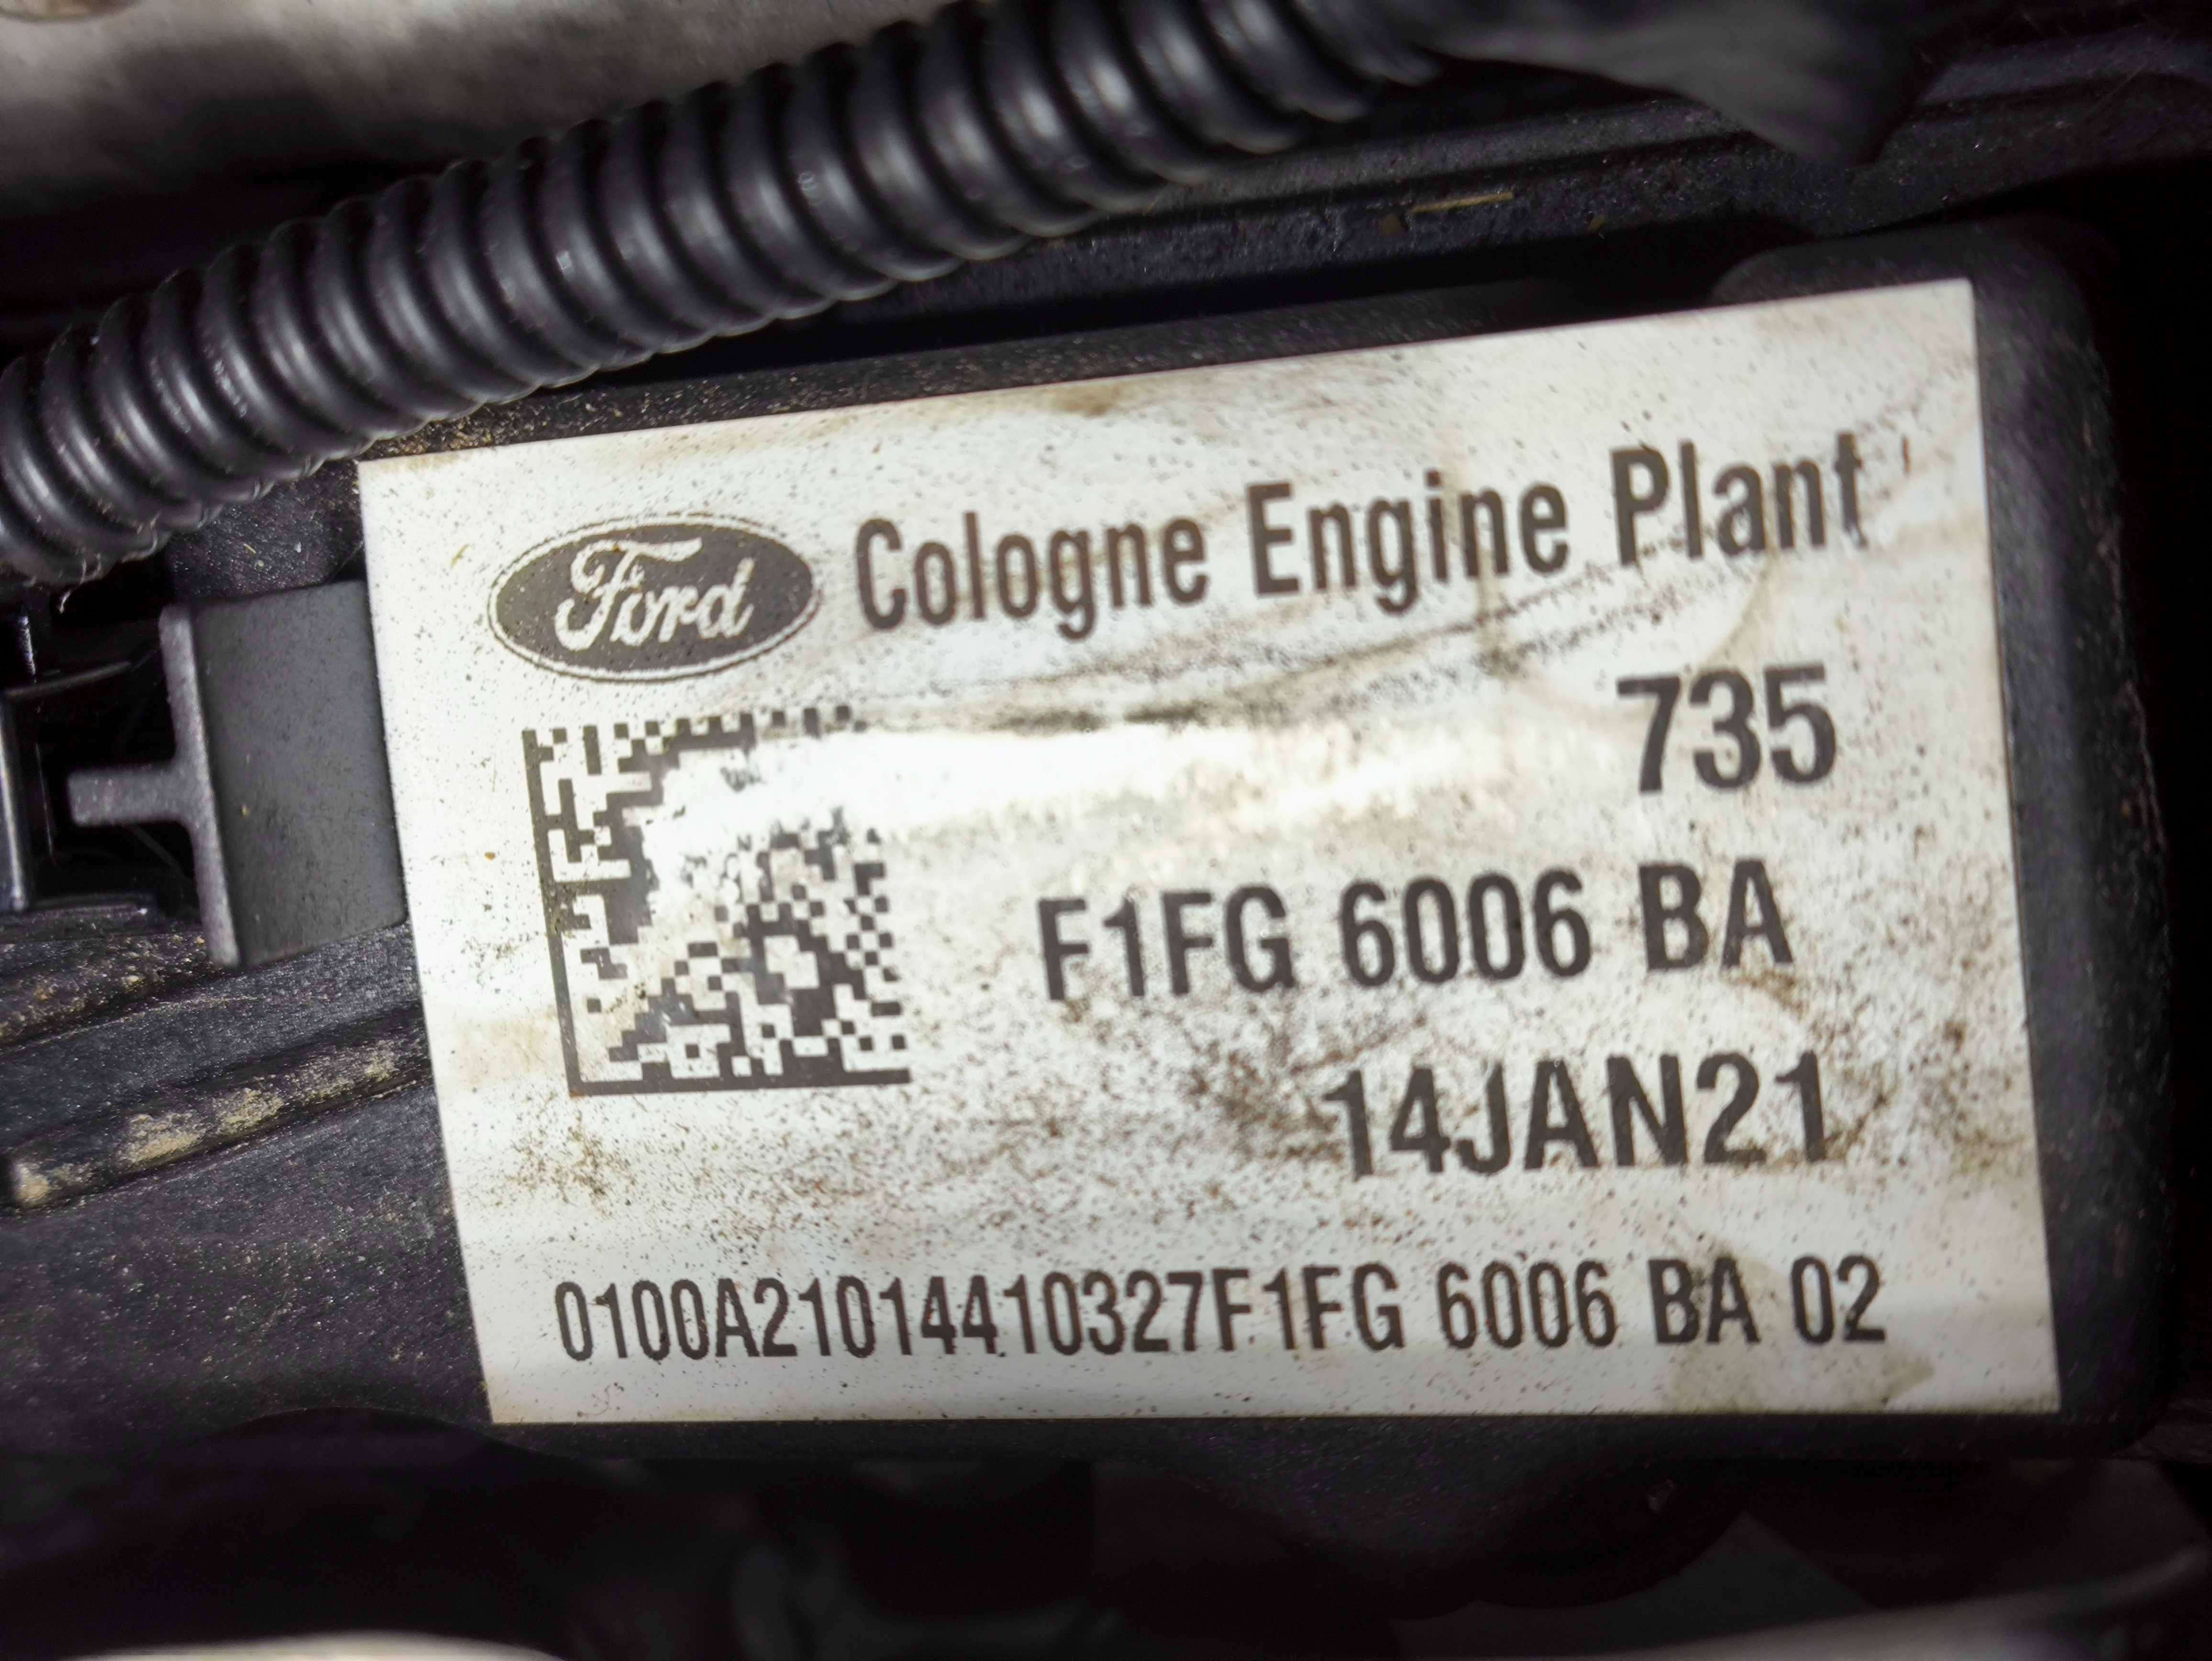 Ford Cologne Engine Plant
735
F1FG 6006 BA
14JAN21
0100A21014410327F1FG 6006 BA 02